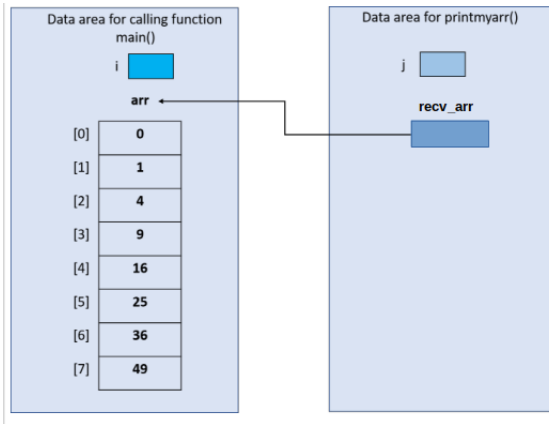 Data area for calling function
main()
i
arr
[0] 0
[1] 1
[2] 4
[3] 9
[4] 16
[5] 25
[6] 36
[7] 49
Data area for printmyarr()
j
recv_arr